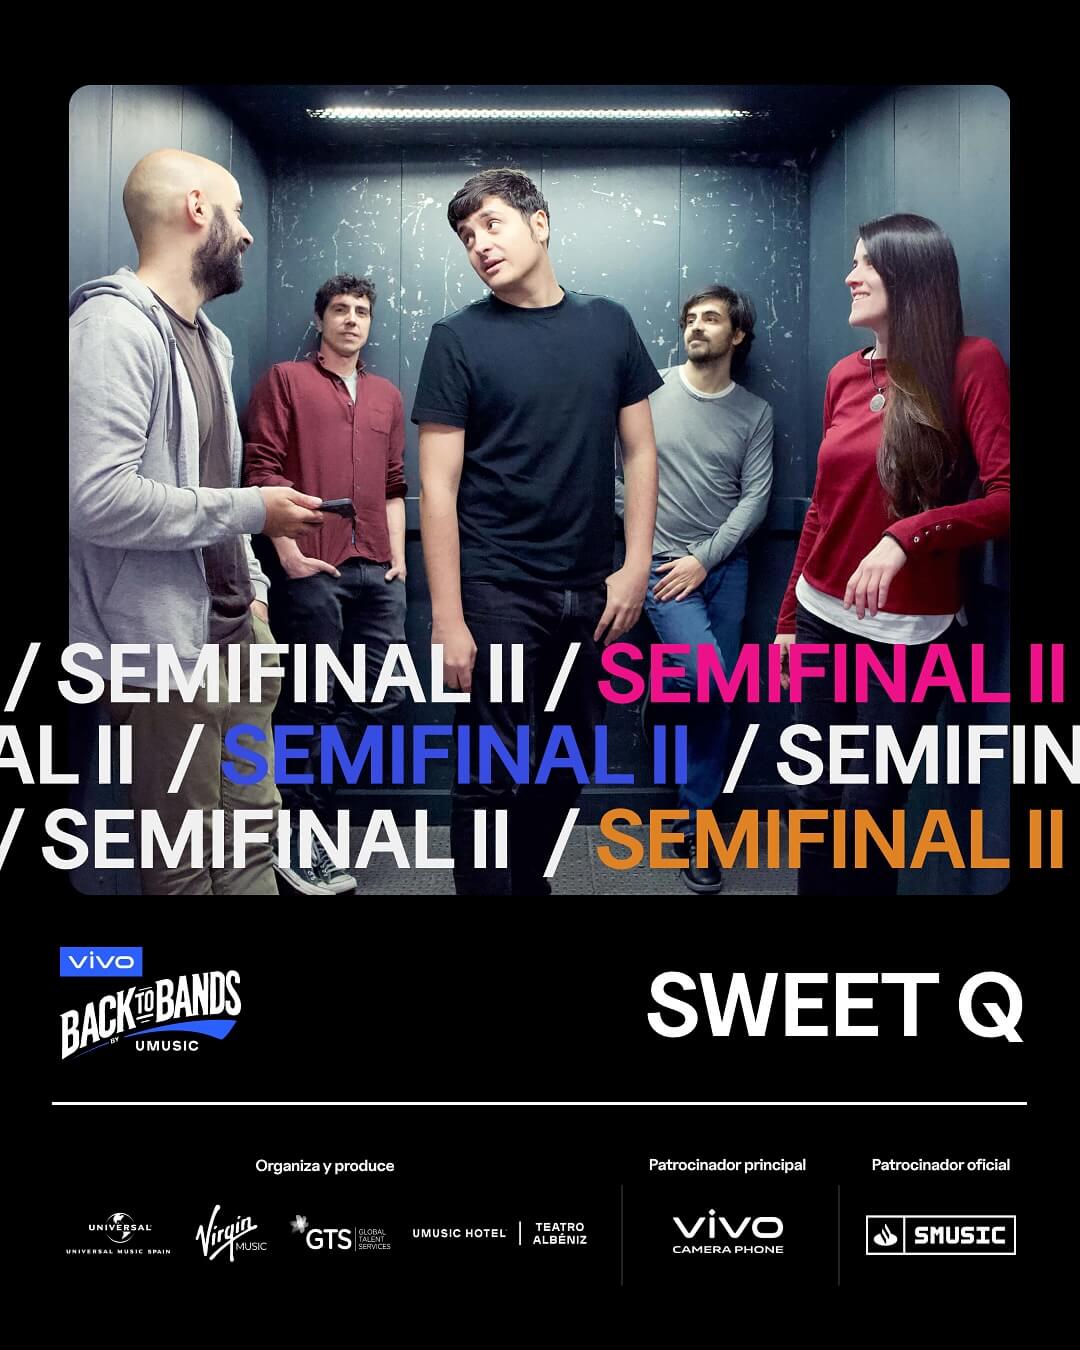 / SEMIFINAL II / SEMIFINAL II
AL II / SEMIFINAL II / SEMIFIN
/ SEMIFINAL II / SEMIFINAL II
vivo
BACK TO BANDS
BY UMUSIC
SWEET Q
Organiza y produce
UNIVERSAL
UNIVERSAL MUSIC SPAIN
Virgin
MUSIC
GTS
GLOBAL
TALENT
SERVICES
UMUSIC HOTEL
TEATRO
ALBÉNIZ
Patrocinador principal
vivo
CAMERA PHONE
Patrocinador oficial
SMUSIC